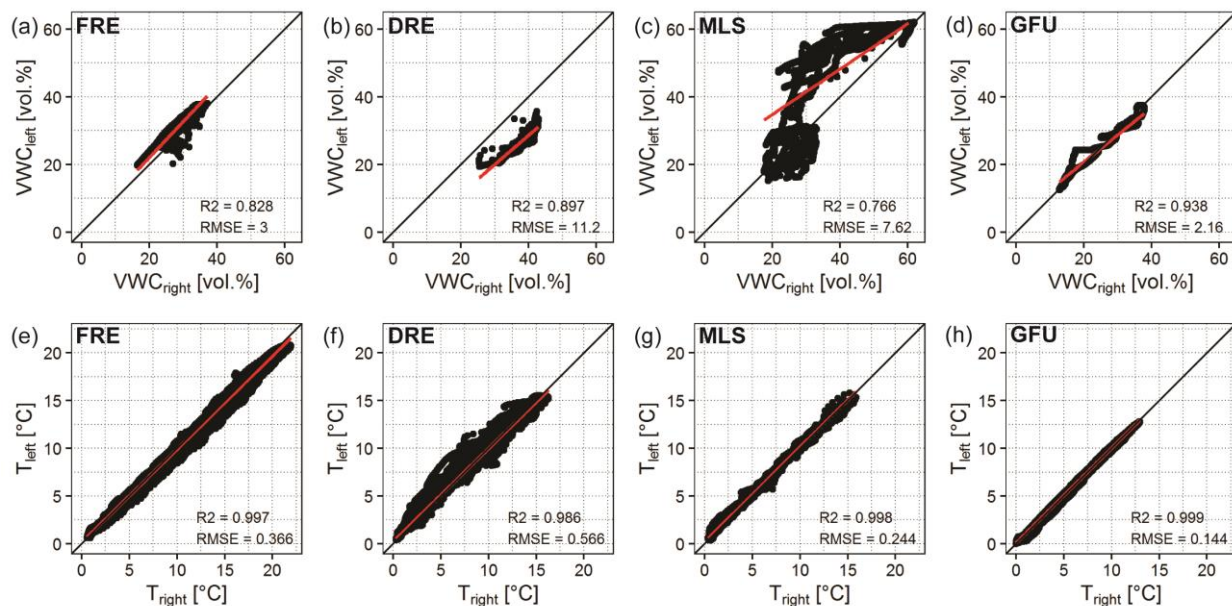 (a) FRE
VWCleft [vol.%]
60
40
20
0
R2 = 0.828
RMSE = 3
0 20 40 60
VWCright [vol.%]
(b) DRE
VWCleft [vol.%]
60
40
20
0
R2 = 0.897
RMSE = 11.2
0 20 40 60
VWCright [vol.%]
(c) MLS
VWCleft [vol.%]
60
40
20
0
R2 = 0.766
RMSE = 7.62
0 20 40 60
VWCright [vol.%]
(d) GFU
VWCleft [vol.%]
60
40
20
0
R2 = 0.938
RMSE = 2.16
0 20 40 60
VWCright [vol.%]
(e) FRE
Tleft [°C]
20
15
10
5
0
R2 = 0.997
RMSE = 0.366
0 5 10 15 20
Tright [°C]
(f) DRE
Tleft [°C]
20
15
10
5
0
R2 = 0.986
RMSE = 0.566
0 5 10 15 20
Tright [°C]
(g) MLS
Tleft [°C]
20
15
10
5
0
R2 = 0.998
RMSE = 0.244
0 5 10 15 20
Tright [°C]
(h) GFU
Tleft [°C]
20
15
10
5
0
R2 = 0.999
RMSE = 0.144
0 5 10 15 20
Tright [°C]